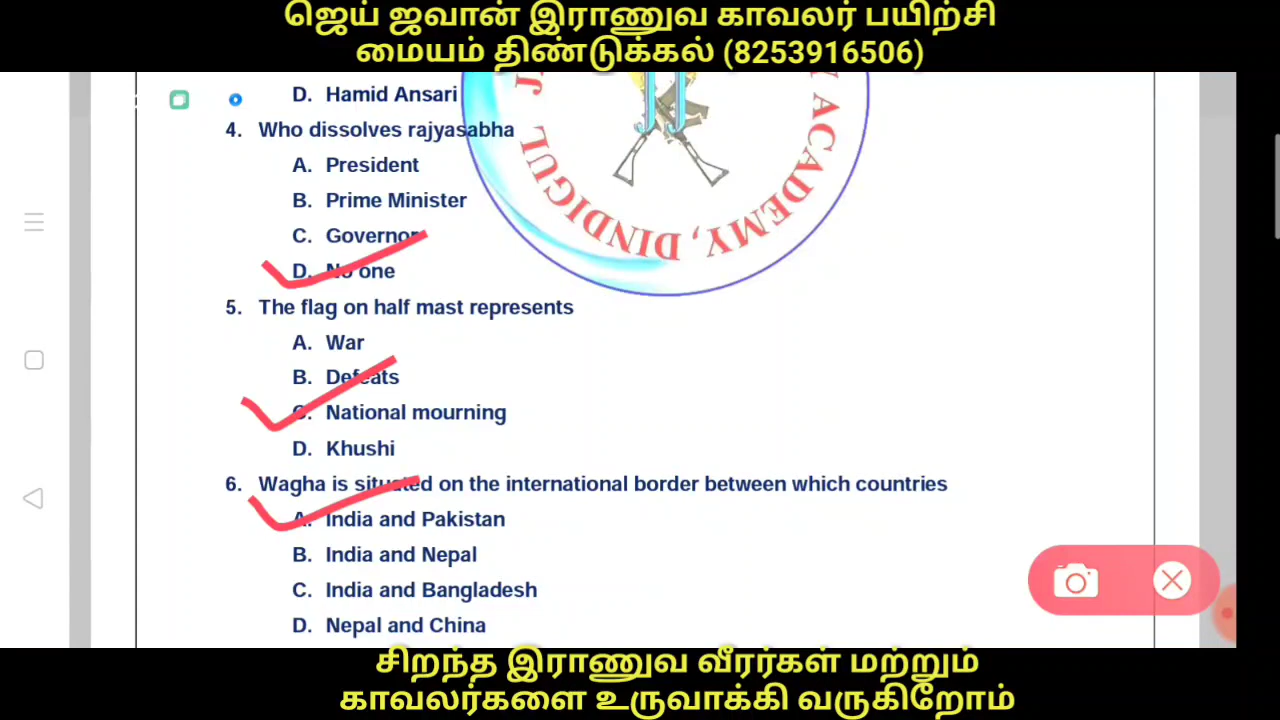 ஜெய் ஜவான் இராணுவ காவலர் பயிற்சி
மையம் திண்டுக்கல் (8253916506)
D. Hamid Ansari
4. Who dissolves rajyasabha
A. President
B. Prime Minister
C. Governor
D. No one
5. The flag on half mast represents
A. War
B. Defeats
C. National mourning
D. Khushi
6. Wagha is situated on the international border between which countries
A. India and Pakistan
B. India and Nepal
C. India and Bangladesh
D. Nepal and China
ACADEMY, DINDIGUL
சிறந்த இராணுவ வீரர்கள் மற்றும்
காவலர்களை உருவாக்கி வருகிறோம்